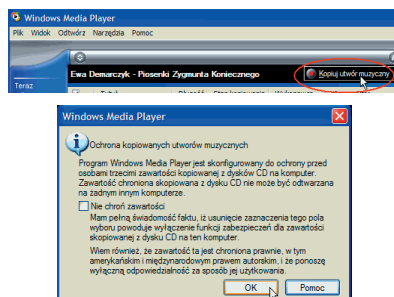 Windows Media Player
Plik Widok Odtwórz Narzędzia Pomoc
Ewa Demarczyk - Piosenki Zygmunta Koniecznego
Kopiuj utwór muzyczny
Teraz
Windows Media Player
Ochrona kopiowanych utworów muzycznych
Program Windows Media Player jest skonfigurowany do ochrony przed
osobami trzecimi zawartości kopiowanej z dysków CD na komputer.
Zawartość chroniona skopiowana z dysku CD nie może być odtwarzana
na żadnym innym komputerze.
Nie chroń zawartości
Mam pełną świadomość faktu, iż usunięcie zaznaczenia tego pola
wyboru powoduje wyłączenie funkcji zabezpieczeń dla zawartości
skopiowanej z dysku CD na ten komputer.
Wiem również, że zawartość ta jest chroniona prawnie, w tym
amerykańskim i międzynarodowym prawem autorskim, i że ponoszę
wyłączną odpowiedzialność za sposób jej użytkowania.
OK Pomoc